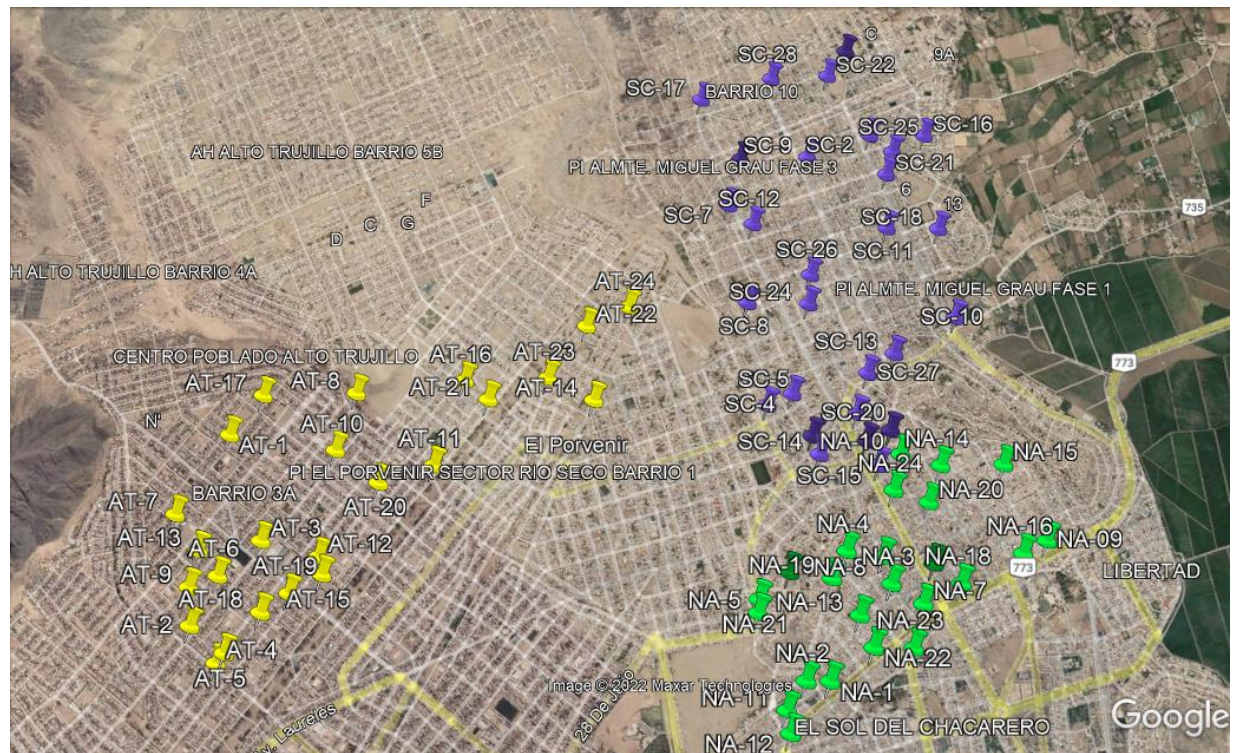 C
SC-28
SC-22
9A
SC-17
BARRIO 10
SC-25
SC-16
AH ALTO TRUJILLO BARRIO 5B
SC-9
SC-2
PI ALMTE. MIGUEL GRAU FASE 3
SC-21
6
F
SC-12
SC-7
SC-18
13
735
C
G
D
SC-11
SC-26
H ALTO TRUJILLO BARRIO 4A
AT-24
SC-24
PI ALMTE. MIGUEL GRAU FASE 1
AT-22
SC-8
SC-10
SC-13
CENTRO POBLADO ALTO TRUJILLO
AT-16
AT-23
773
AT-17
AT-8
AT-21
AT-14
SC-5
SC-27
SC-4
N'
AT-10
SC-20
AT-1
AT-11
El Porvenir
SC-14
NA-10
NA-14
NA-15
PI EL PORVENIR SECTOR RIO SECO BARRIO 1
NA-24
SC-15
BARRIO 3A
AT-7
AT-20
NA-20
AT-13
AT-3
AT-6
AT-12
NA-4
NA-16
NA-09
NA-3
NA-18
AT-9
AT-19
NA-19
NA-8
773
LIBERTAD
AT-18
AT-15
NA-5
NA-13
NA-7
AT-2
NA-21
NA-23
AT-4
NA-22
AT-5
NA-2
Image © 2022 Maxar Technologies
NA-1
NA-11
28 De Julio
Av. Laureles
EL SOL DEL CHACARERO
Google
NA-12